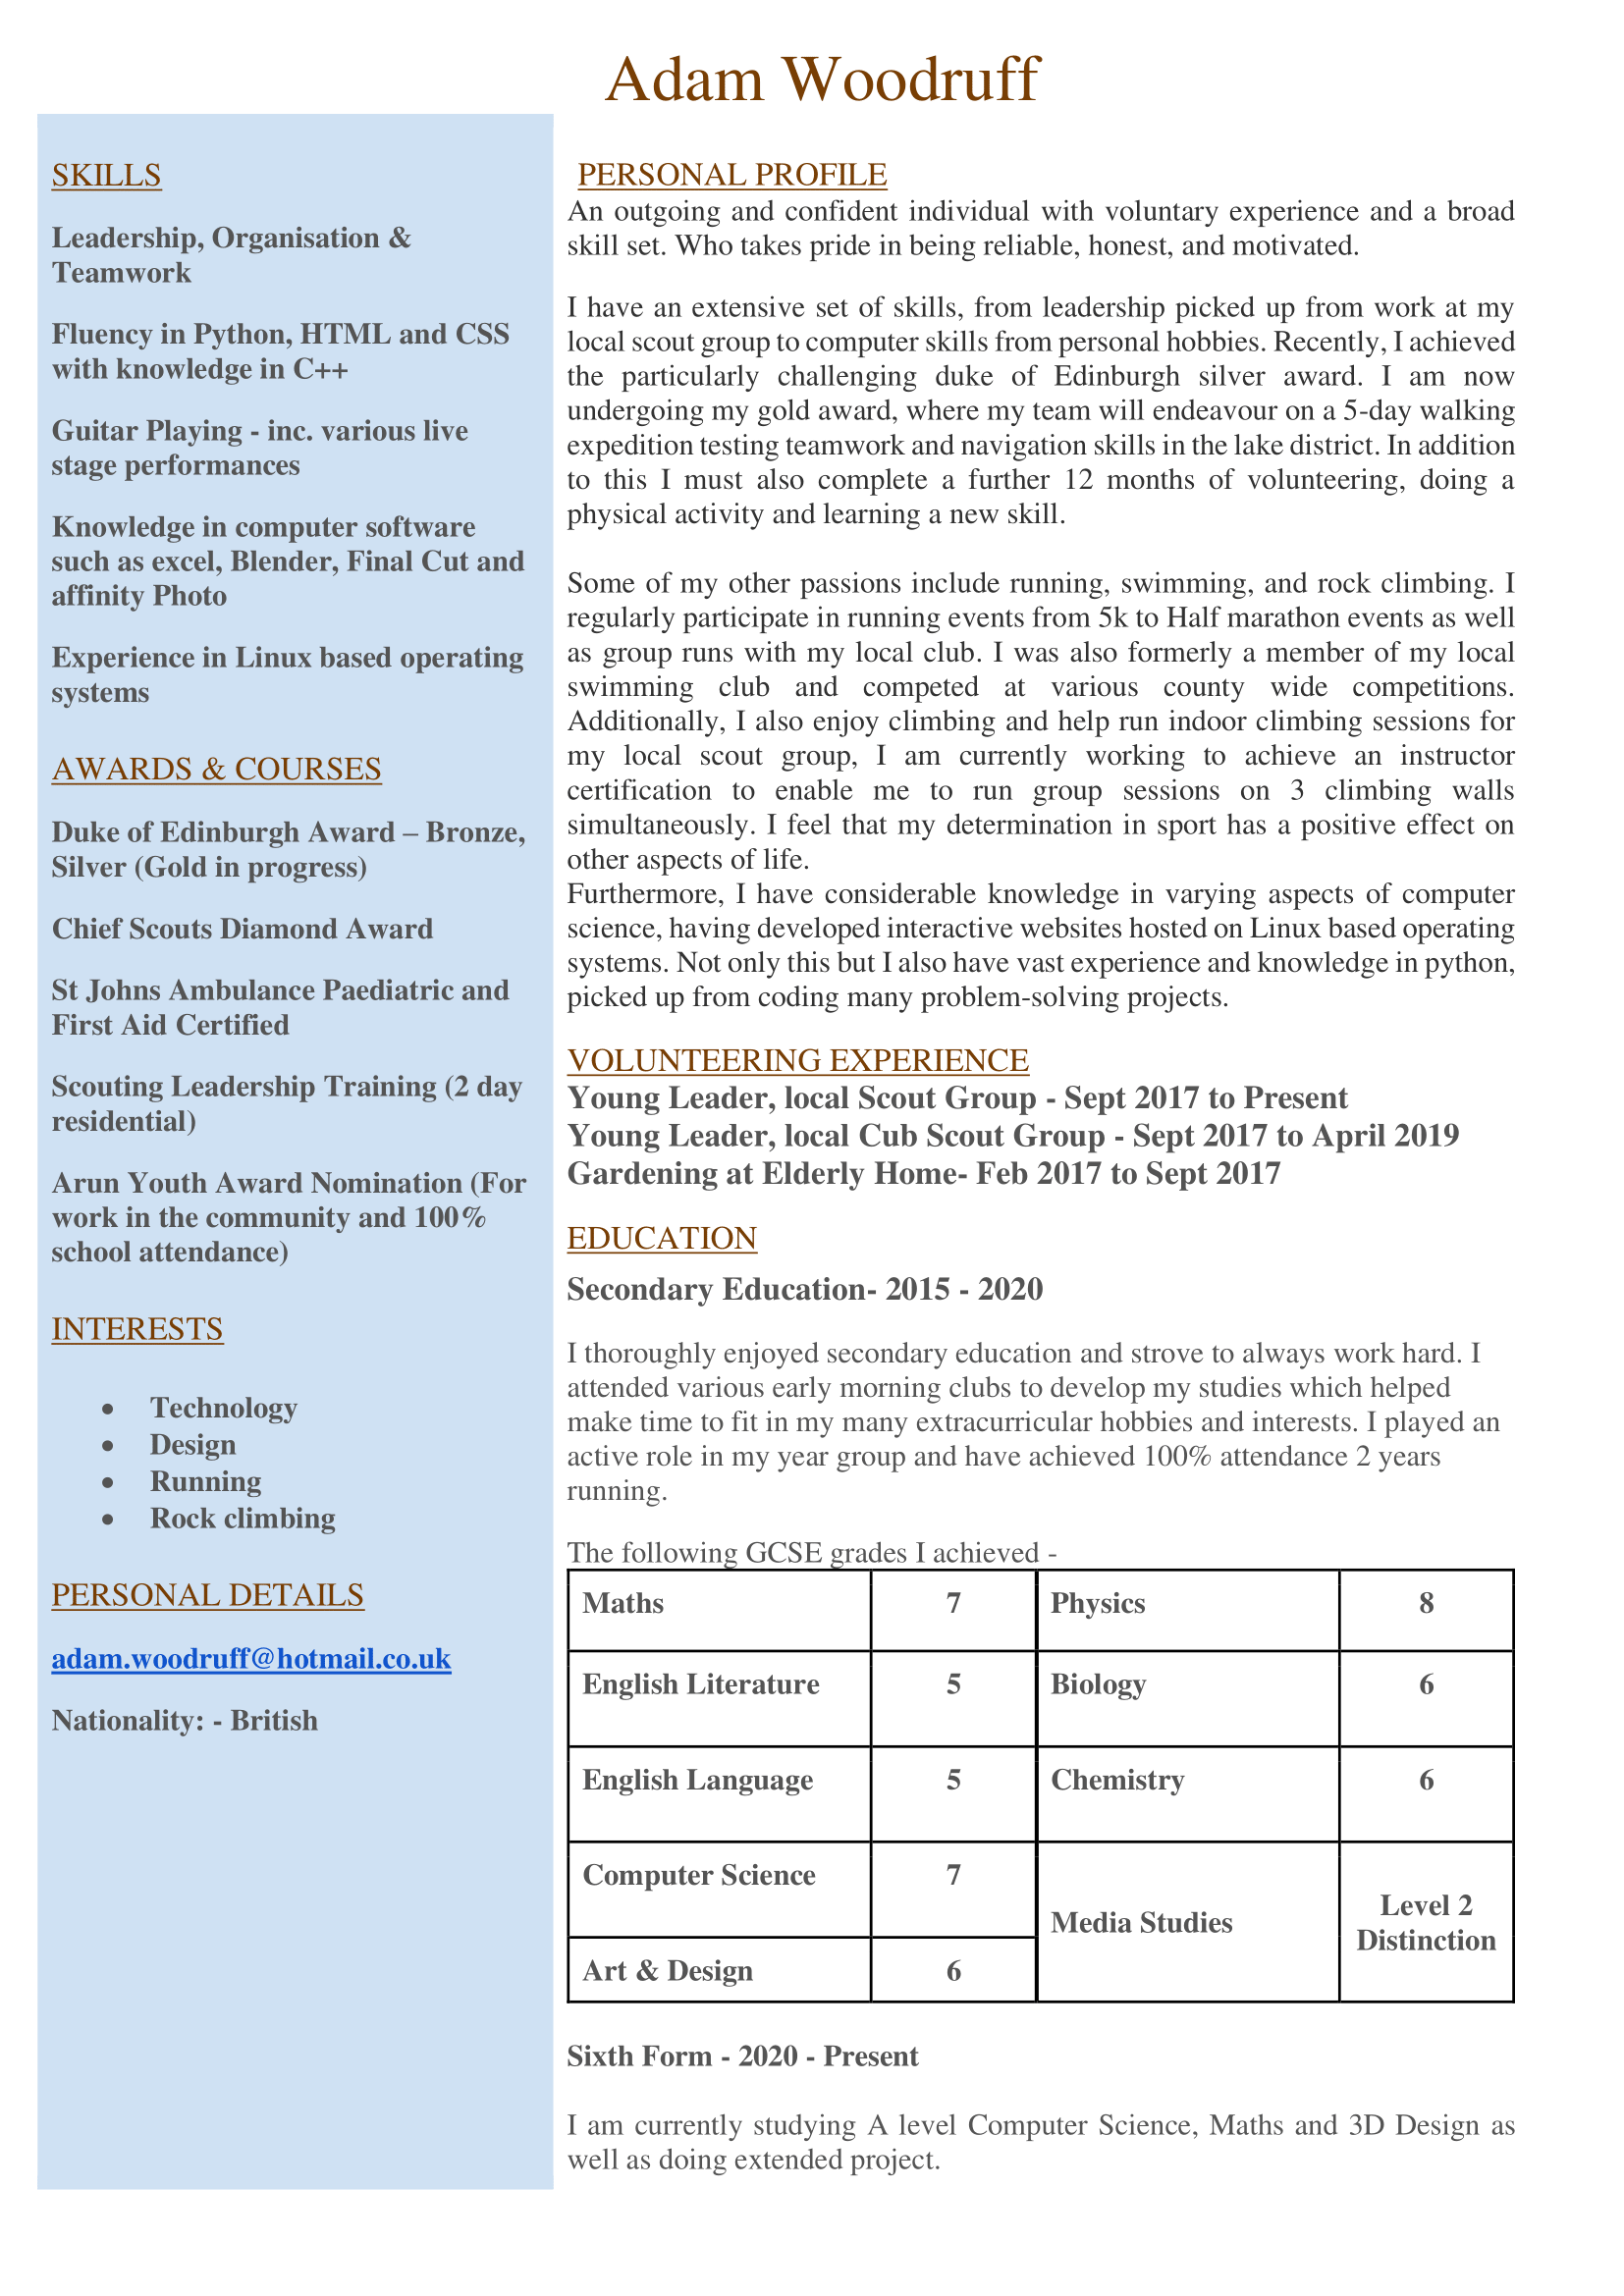 Adam Woodruff
SKILLS
Leadership, Organisation &
Teamwork
Fluency in Python, HTML and CSS
with knowledge in C++
Guitar Playing - inc. various live
stage performances
Knowledge in computer software
such as excel, Blender, Final Cut and
affinity Photo
Experience in Linux based operating
systems
AWARDS & COURSES
Duke of Edinburgh Award – Bronze,
Silver (Gold in progress)
Chief Scouts Diamond Award
St Johns Ambulance Paediatric and
First Aid Certified
Scouting Leadership Training (2 day
residential)
Arun Youth Award Nomination (For
work in the community and 100%
school attendance)
INTERESTS
• Technology
• Design
• Running
• Rock climbing
PERSONAL DETAILS
adam.woodruff@hotmail.co.uk
Nationality: - British
PERSONAL PROFILE
An outgoing and confident individual with voluntary experience and a broad
skill set. Who takes pride in being reliable, honest, and motivated.
I have an extensive set of skills, from leadership picked up from work at my
local scout group to computer skills from personal hobbies. Recently, I achieved
the particularly challenging duke of Edinburgh silver award. I am now
undergoing my gold award, where my team will endeavour on a 5-day walking
expedition testing teamwork and navigation skills in the lake district. In addition
to this I must also complete a further 12 months of volunteering, doing a
physical activity and learning a new skill.
Some of my other passions include running, swimming, and rock climbing. I
regularly participate in running events from 5k to Half marathon events as well
as group runs with my local club. I was also formerly a member of my local
swimming club and competed at various county wide competitions.
Additionally, I also enjoy climbing and help run indoor climbing sessions for
my local scout group, I am currently working to achieve an instructor
certification to enable me to run group sessions on 3 climbing walls
simultaneously. I feel that my determination in sport has a positive effect on
other aspects of life.
Furthermore, I have considerable knowledge in varying aspects of computer
science, having developed interactive websites hosted on Linux based operating
systems. Not only this but I also have vast experience and knowledge in python,
picked up from coding many problem-solving projects.
VOLUNTEERING EXPERIENCE
Young Leader, local Scout Group - Sept 2017 to Present
Young Leader, local Cub Scout Group - Sept 2017 to April 2019
Gardening at Elderly Home- Feb 2017 to Sept 2017
EDUCATION
Secondary Education- 2015 - 2020
I thoroughly enjoyed secondary education and strove to always work hard. I
attended various early morning clubs to develop my studies which helped
make time to fit in my many extracurricular hobbies and interests. I played an
active role in my year group and have achieved 100% attendance 2 years
running.
The following GCSE grades I achieved -
Maths 7 Physics 8
English Literature 5 Biology 6
English Language 5 Chemistry 6
Computer Science 7
Media Studies Level 2
Distinction
Art & Design 6
Sixth Form - 2020 - Present
I am currently studying A level Computer Science, Maths and 3D Design as
well as doing extended project.